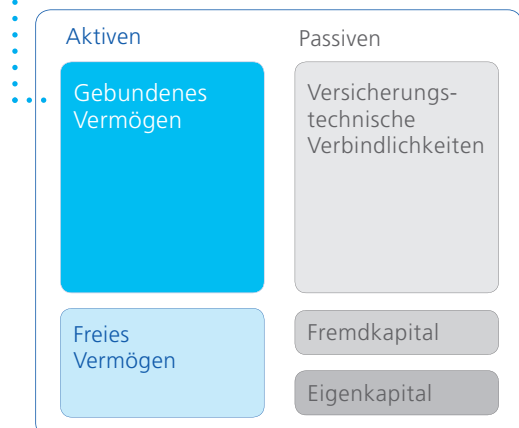 Aktiven
Passiven
Gebundenes
Vermögen
Versicherungs-
technische
Verbindlichkeiten
Freies
Vermögen
Fremdkapital
Eigenkapital